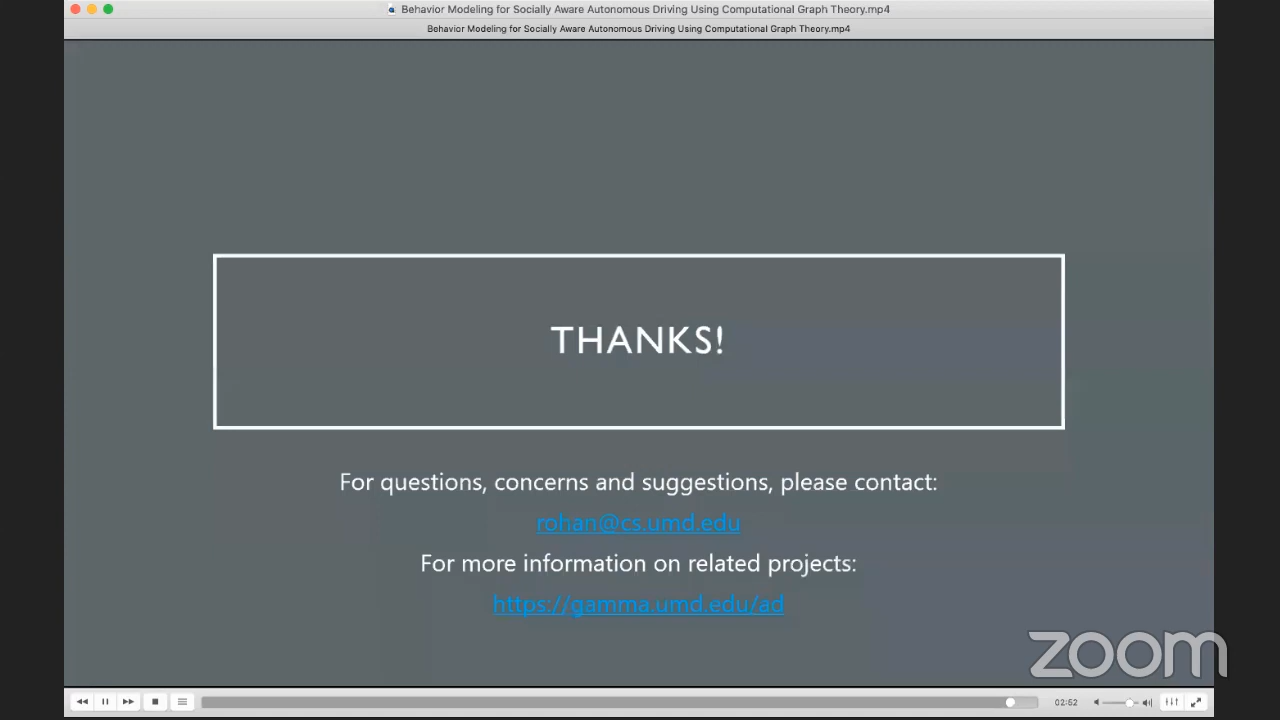 Behavior Modeling for Socially Aware Autonomous Driving Using Computational Graph Theory.mp4
Behavior Modeling for Socially Aware Autonomous Driving Using Computational Graph Theory.mp4
THANKS!
For questions, concerns and suggestions, please contact:
rohan@cs.umd.edu
For more information on related projects:
https://gamma.umd.edu/ad
zoom
02:52